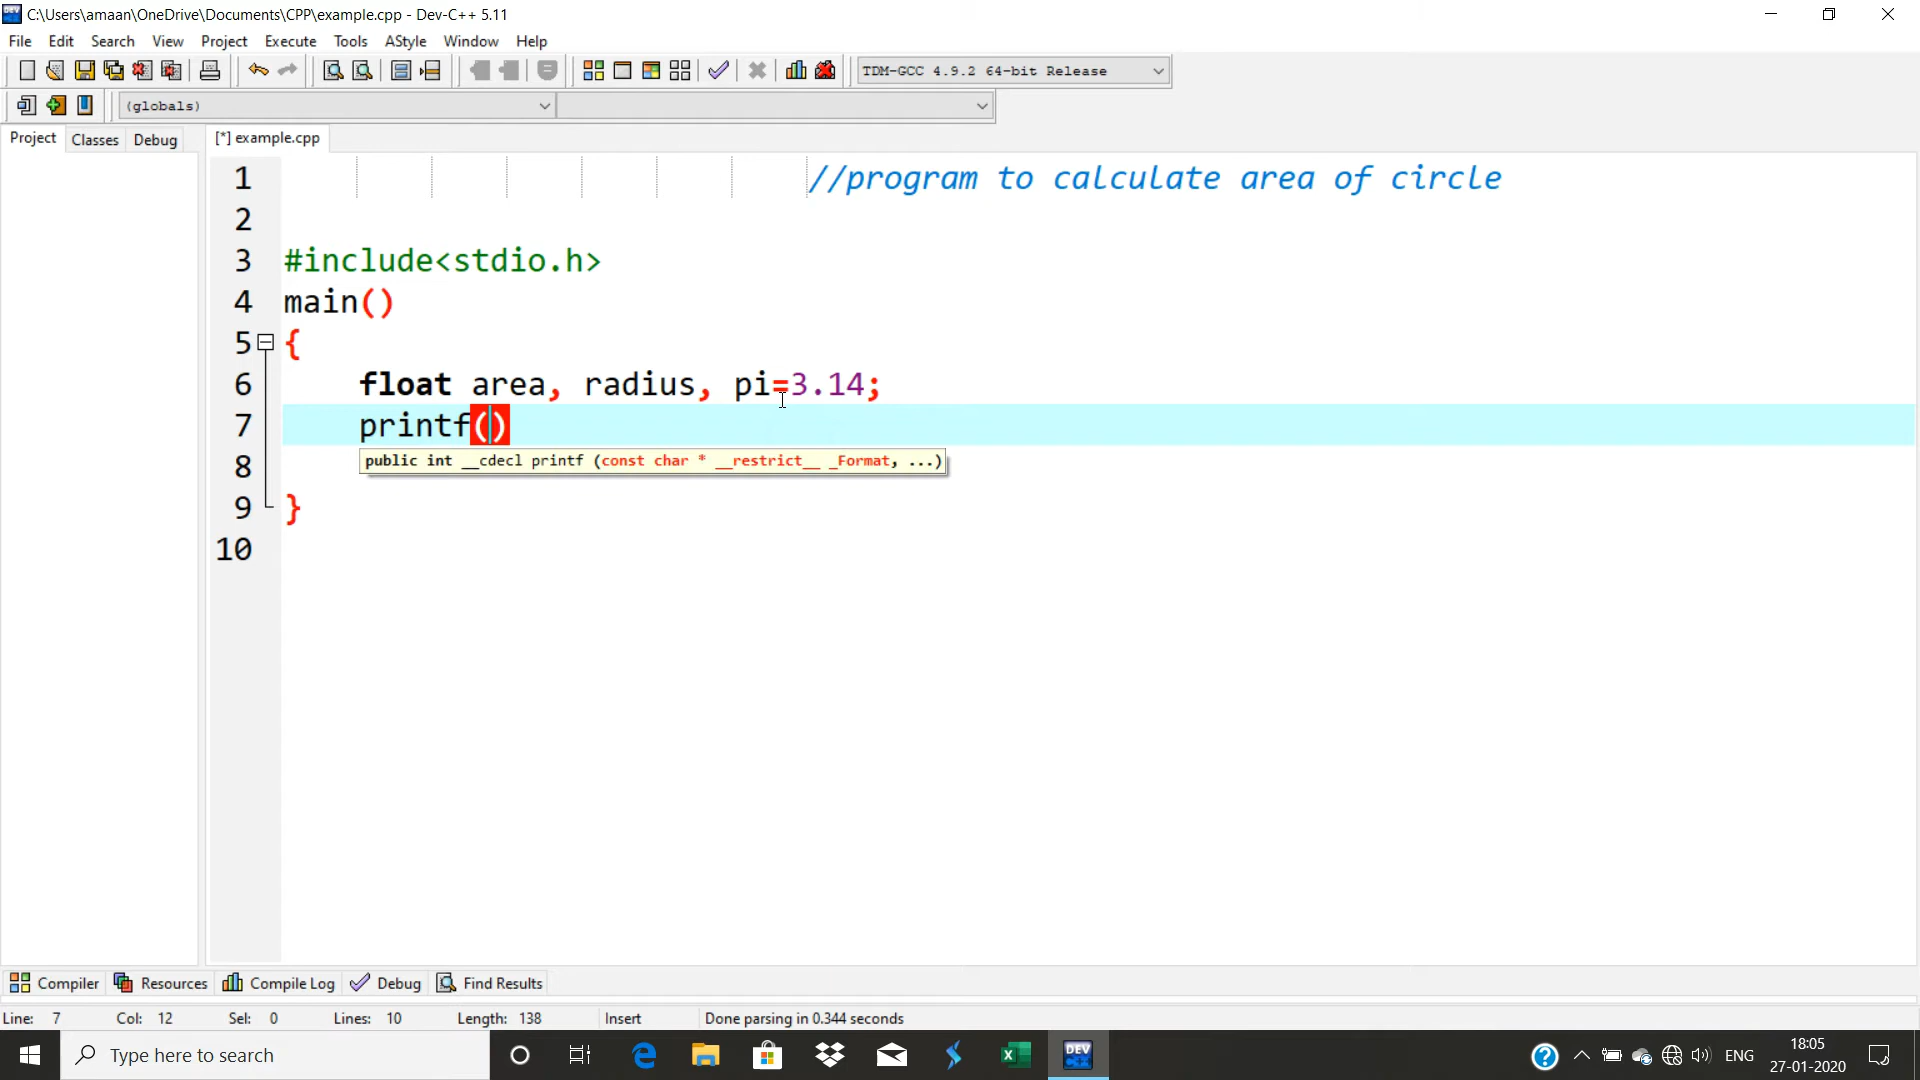 C:\Users\amaan\OneDrive\Documents\CPP\example.cpp - Dev-C++ 5.11
File Edit Search View Project Execute Tools AStyle Window Help
TDM-GCC 4.9.2 64-bit Release
(globals)
Project Classes Debug [*] example.cpp
1 //program to calculate area of circle
2
3 #include<stdio.h>
4 main()
5 {
6 float area, radius, pi=3.14;
7 printf()
public int __cdecl printf (const char * __restrict__ _Format, ...)
8
9 }
10
Compiler Resources Compile Log Debug Find Results
Line: 7 Col: 12 Sel: 0 Lines: 10 Length: 138 Insert Done parsing in 0.344 seconds
Type here to search
DEV
ENG
18:05
27-01-2020